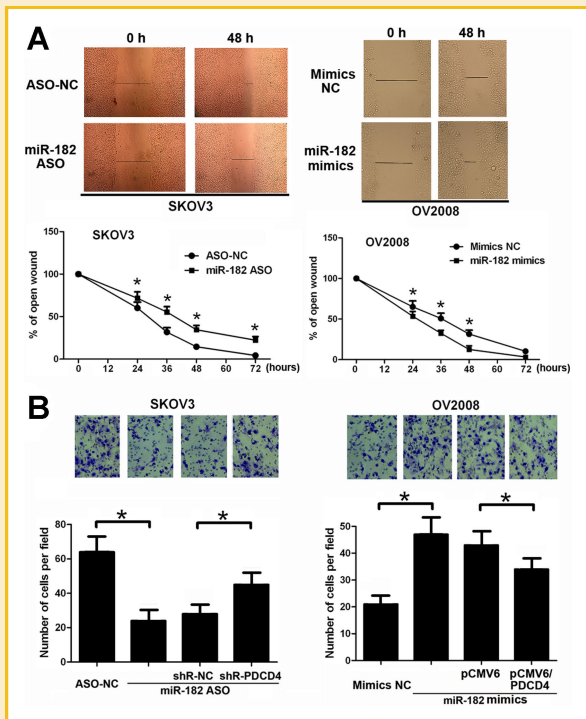 A
0 h 48 h
ASO-NC
miR-182 ASO
SKOV3
0 h 48 h
Mimics NC
miR-182 mimics
OV2008
SKOV3
ASO-NC
miR-182 ASO
% of open wound
150
100
50
0
* * * *
0 12 24 36 48 60 72 (hours)
OV2008
Mimics NC
miR-182 mimics
% of open wound
150
100
50
0
* * *
0 12 24 36 48 60 72 (hours)
B
SKOV3
Number of cells per field
80
60
40
20
0
* *
ASO-NC shR-NC shR-PDCD4
miR-182 ASO
OV2008
Number of cells per field
60
40
20
0
* *
Mimics NC pCMV6 pCMV6/PDCD4
miR-182 mimics